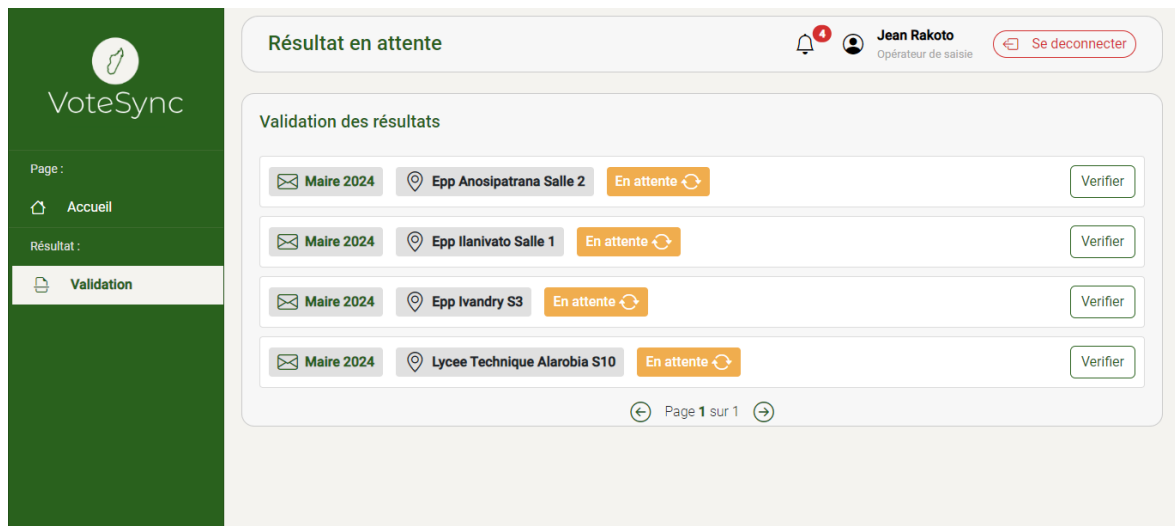 VoteSync
Page :
Accueil
Résultat :
Validation
Résultat en attente
4
Jean Rakoto
Opérateur de saisie
Se deconnecter
Validation des résultats
Maire 2024 Epp Anosipatrana Salle 2 En attente Verifier
Maire 2024 Epp Ilanivato Salle 1 En attente Verifier
Maire 2024 Epp Ivandry S3 En attente Verifier
Maire 2024 Lycee Technique Alarobia S10 En attente Verifier
Page 1 sur 1